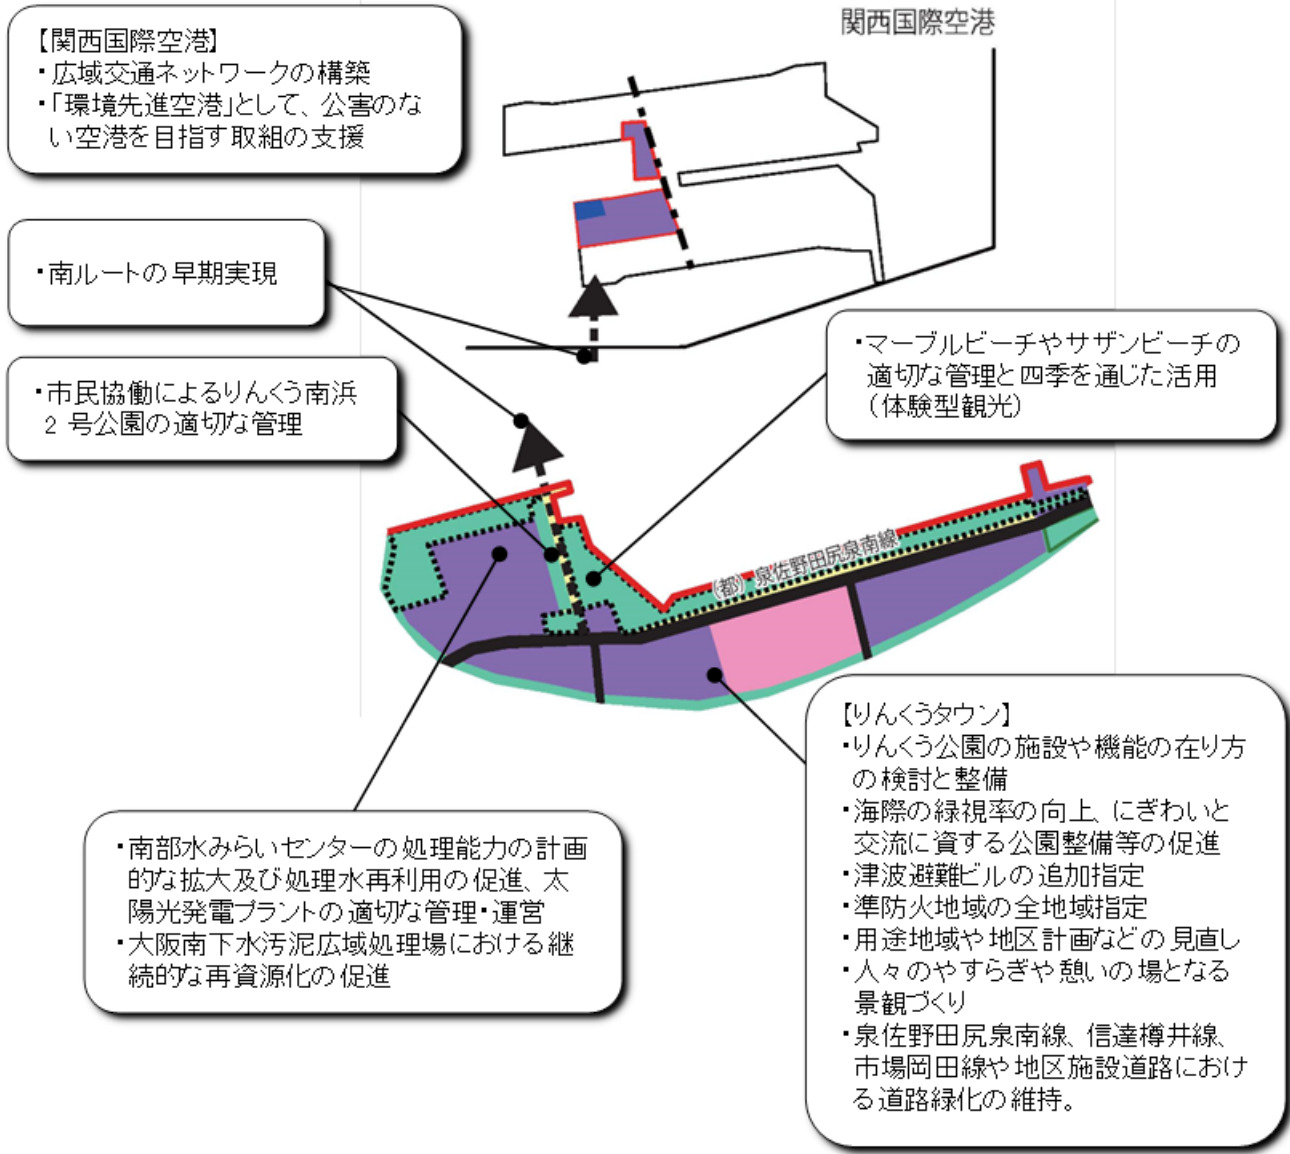 関西国際空港
【関西国際空港】
・広域交通ネットワークの構築
・「環境先進空港」として、公害のな
い空港を目指す取組の支援
・南ルートの早期実現
・市民協働によるりんくう南浜
2 号公園の適切な管理
・マーブルビーチやサザンビーチの
適切な管理と四季を通じた活用
（体験型観光）
（都） 泉佐野田尻泉南線
・南部水みらいセンターの処理能力の計画
的な拡大及び処理水再利用の促進、太
陽光発電プラントの適切な管理・運営
・大阪南下水汚泥広域処理場における継
続的な再資源化の促進
【りんくうタウン】
・りんくう公園の施設や機能の在り方
の検討と整備
・海際の緑視率の向上、にぎわいと
交流に資する公園整備等の促進
・津波避難ビルの追加指定
・準防火地域の全地域指定
・用途地域や地区計画などの見直し
・人々のやすらぎや憩いの場となる
景観づくり
・泉佐野田尻泉南線、信達樽井線、
市場岡田線や地区施設道路におけ
る道路緑化の維持。